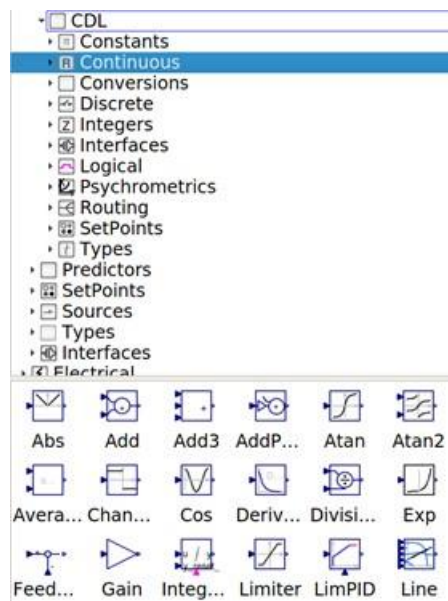 CDL
Constants
R Continuous
Conversions
Discrete
Z Integers
Interfaces
Logical
Psychrometrics
Routing
SetPoints
Types
Predictors
SetPoints
Sources
Types
Interfaces
Electrical
Abs Add Add3 AddP... Atan Atan2
Avera... Chan... Cos Deriv... Divisi... Exp
Feed... Gain Integ... Limiter LimPID Line